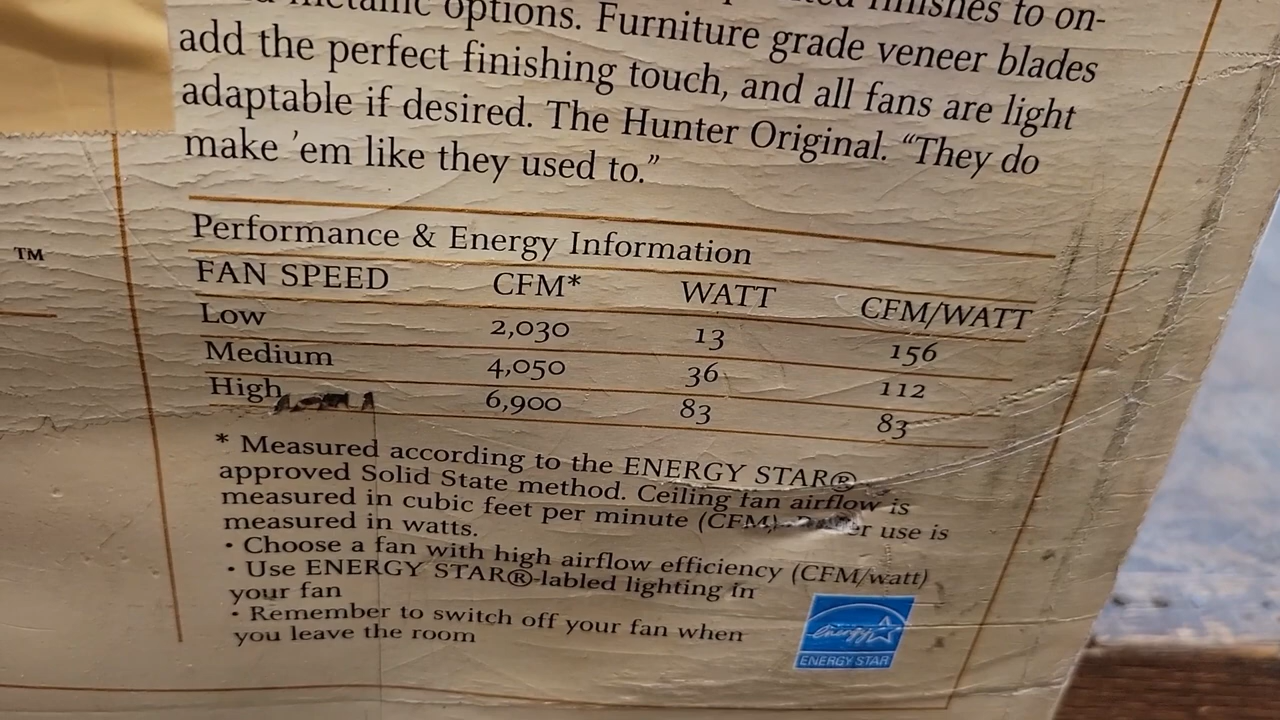 metallic options. Furniture grade veneer blades
finishes to on-
add the perfect finishing touch, and all fans are light
adaptable if desired. The Hunter Original. “They do
make ’em like they used to.”
TM
Performance & Energy Information
FAN SPEED CFM* WATT CFM/WATT
Low 2,030 13 156
Medium 4,050 36 112
High 6,900 83 83
* Measured according to the ENERGY STAR®
approved Solid State method. Ceiling fan airflow is
measured in cubic feet per minute (CFM). use is
measured in watts.
• Choose a fan with high airflow efficiency (CFM/watt)
• Use ENERGY STAR®-labled lighting in
your fan
• Remember to switch off your fan when
you leave the room
energy
ENERGY STAR